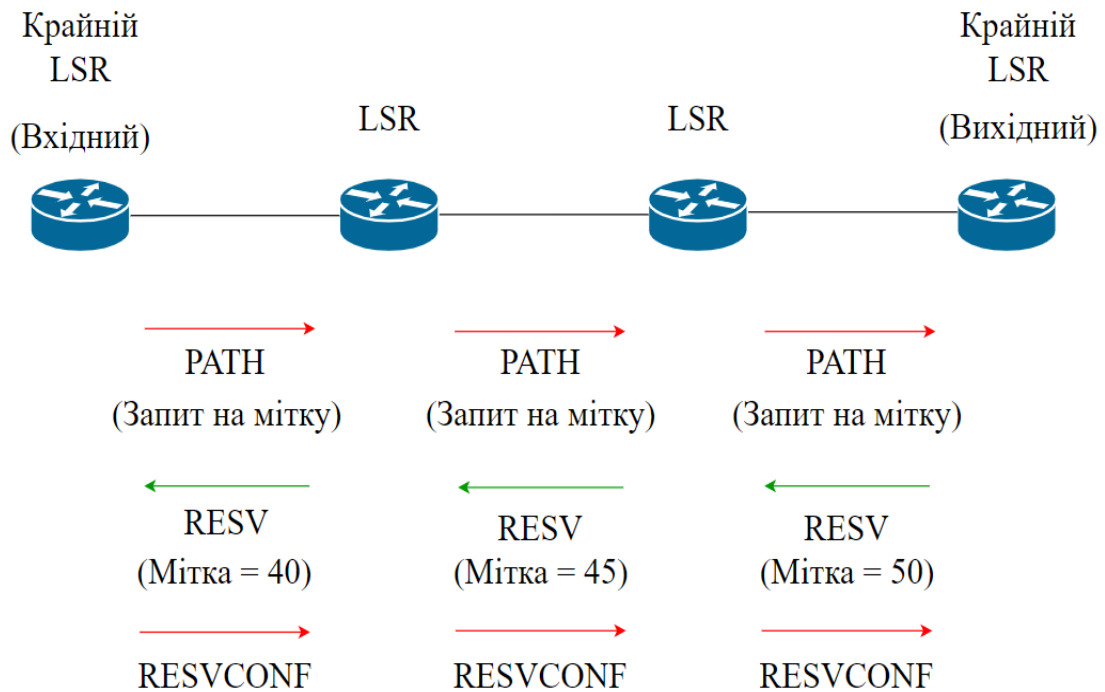 Крайній
LSR
(Вхідний)
LSR
LSR
Крайній
LSR
(Вихідний)
PATH
(Запит на мітку)
PATH
(Запит на мітку)
PATH
(Запит на мітку)
RESV
(Мітка = 40)
RESV
(Мітка = 45)
RESV
(Мітка = 50)
RESVCONF
RESVCONF
RESVCONF